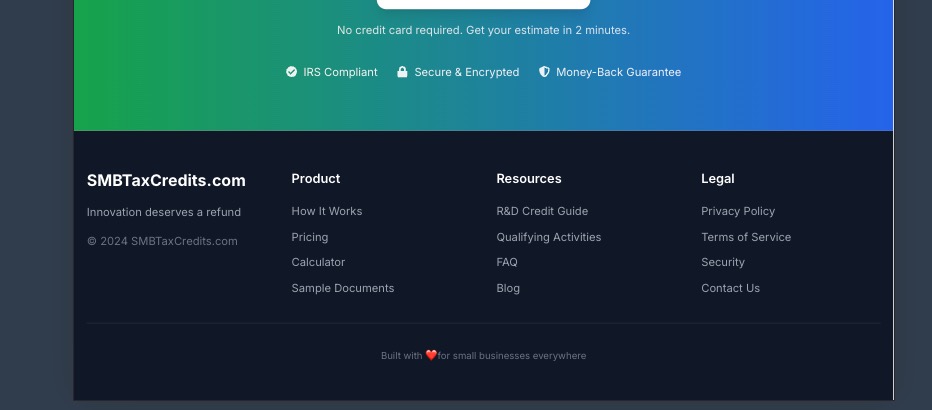 No credit card required. Get your estimate in 2 minutes.
IRS Compliant
Secure & Encrypted
Money-Back Guarantee
SMBTaxCredits.com
Innovation deserves a refund
© 2024 SMBTaxCredits.com
Product
How It Works
Pricing
Calculator
Sample Documents
Resources
R&D Credit Guide
Qualifying Activities
FAQ
Blog
Legal
Privacy Policy
Terms of Service
Security
Contact Us
Built with ❤️for small businesses everywhere